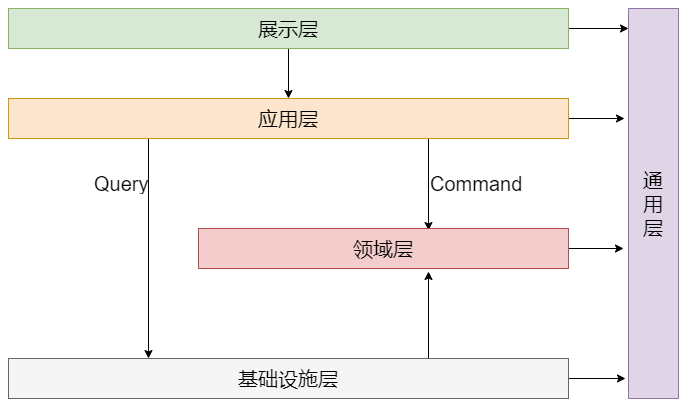 展示层
应用层
Query
Command
通用层
领域层
基础设施层